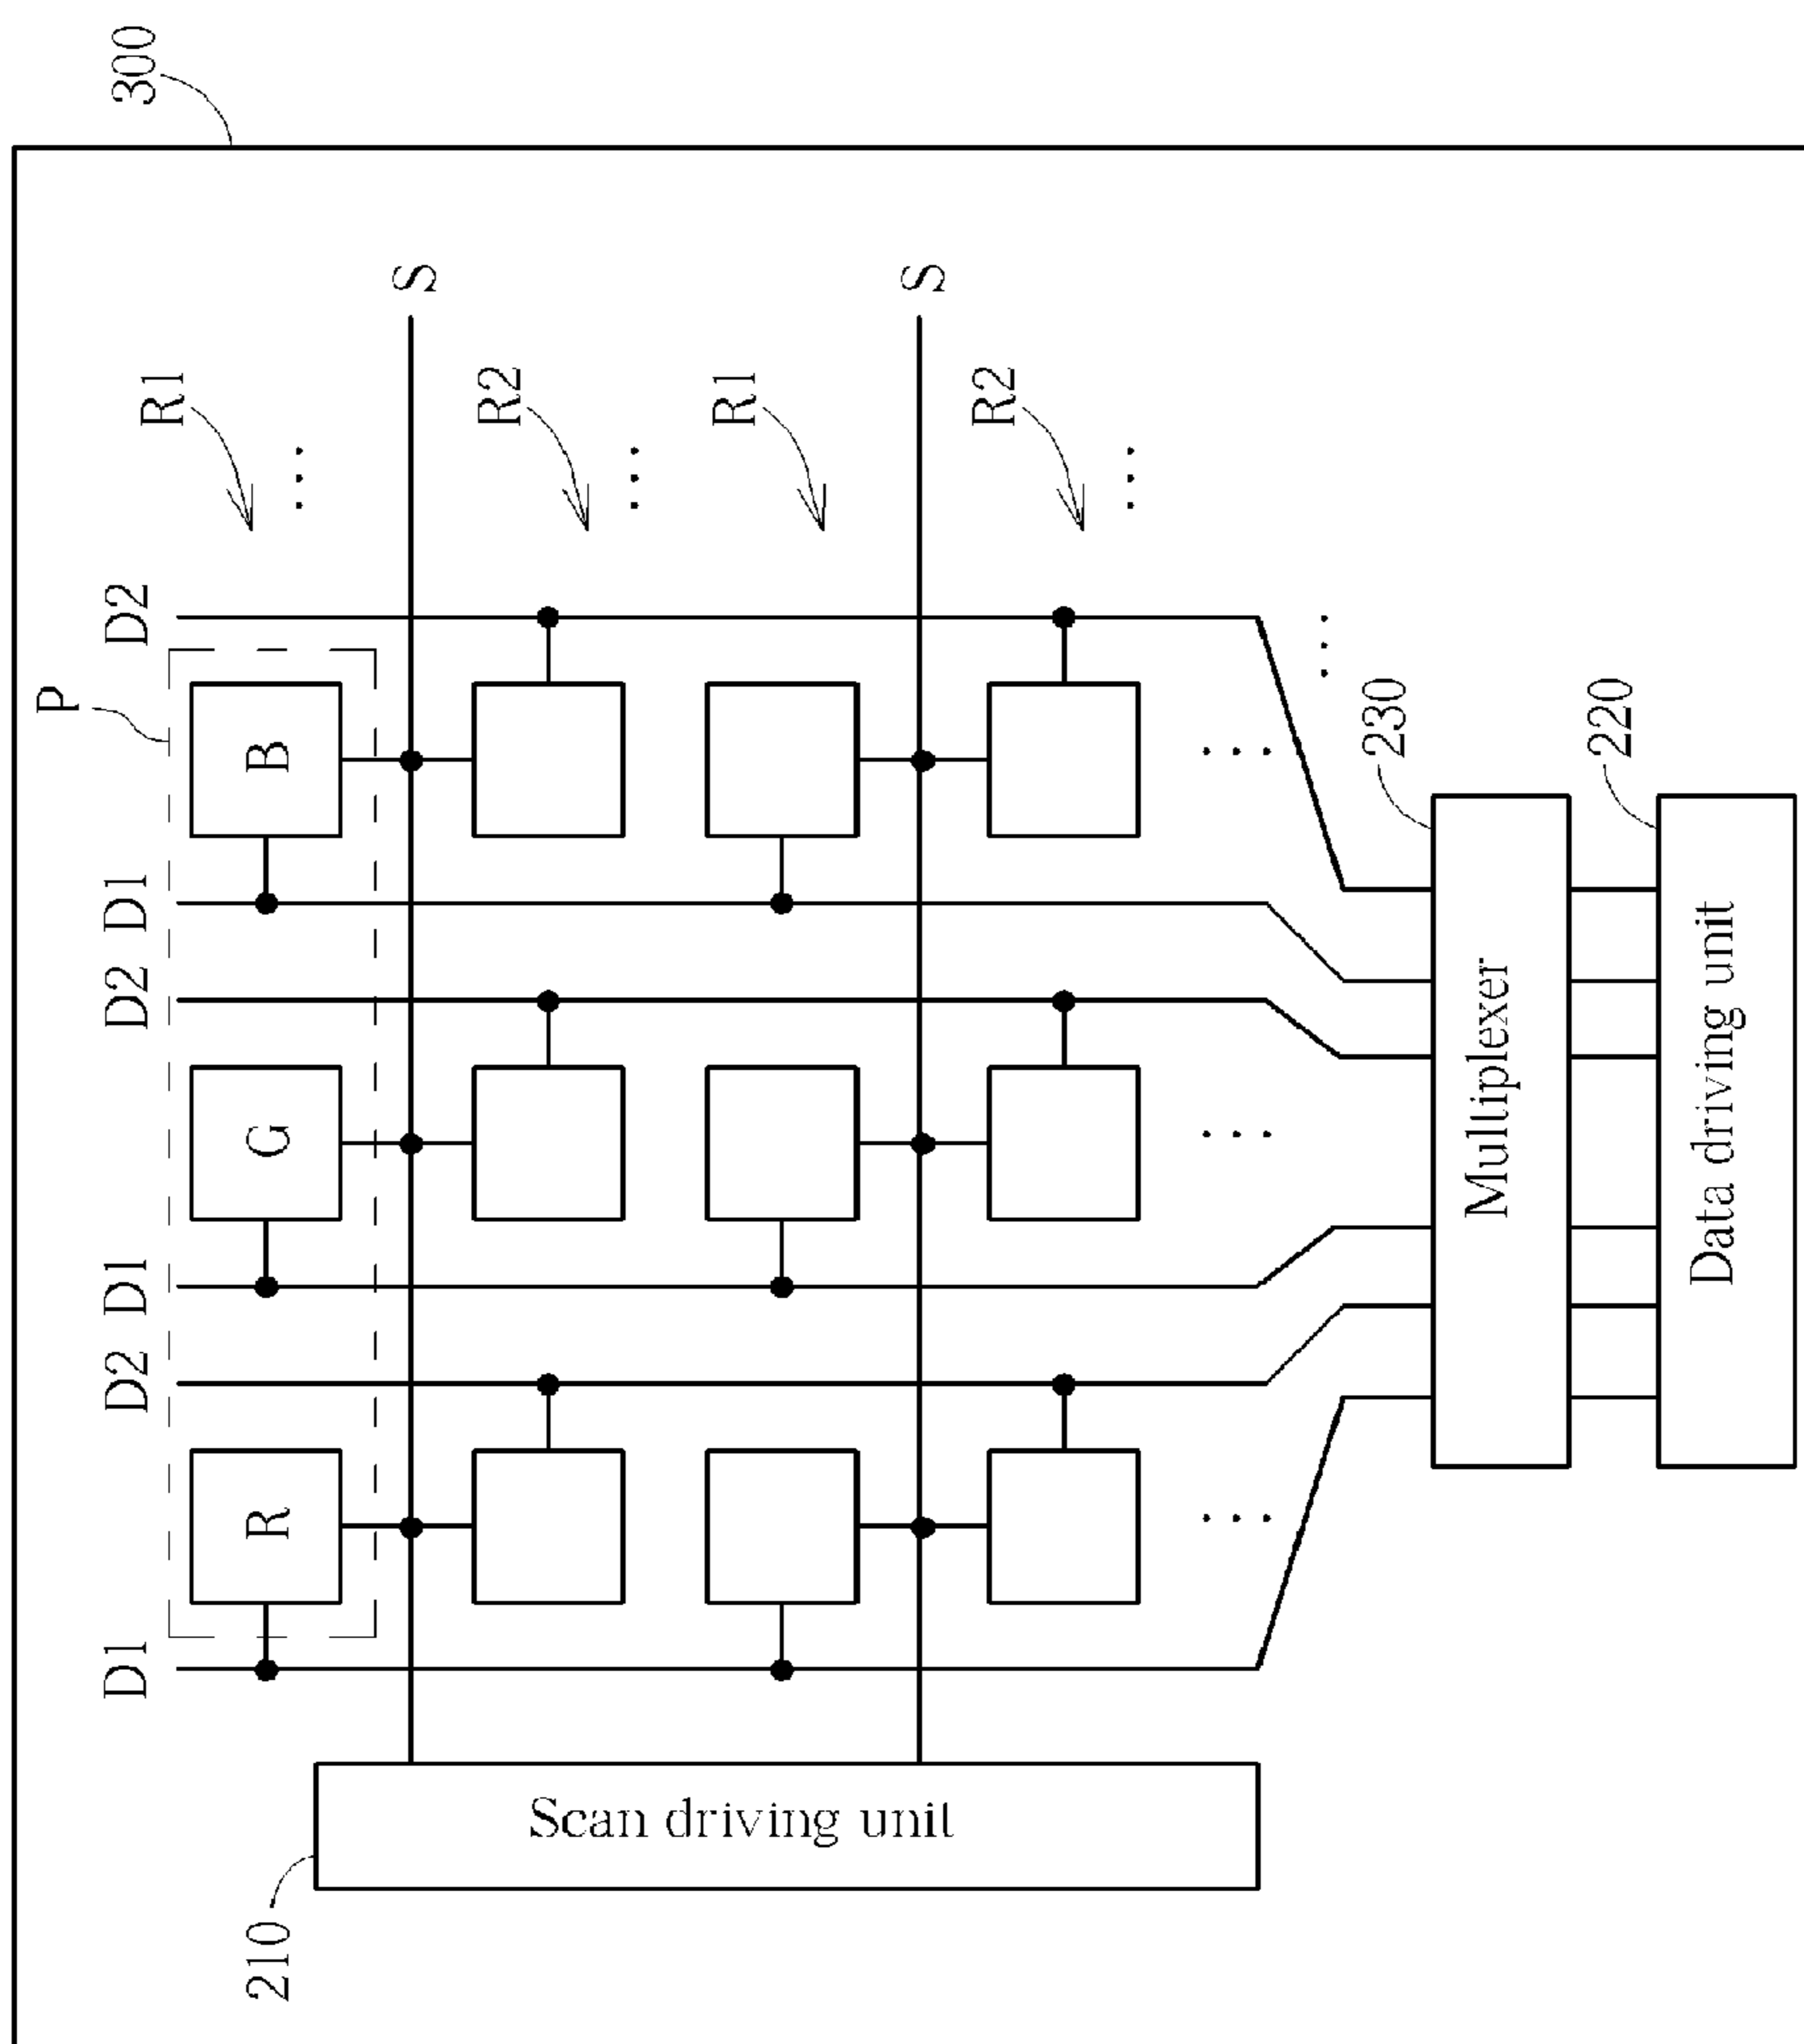 300
P
D1
D2
D1
D2
D1
D2
R
G
B
R1
S
R2
R1
S
R2
210
Scan driving unit
230
Multiplexer
220
Data driving unit